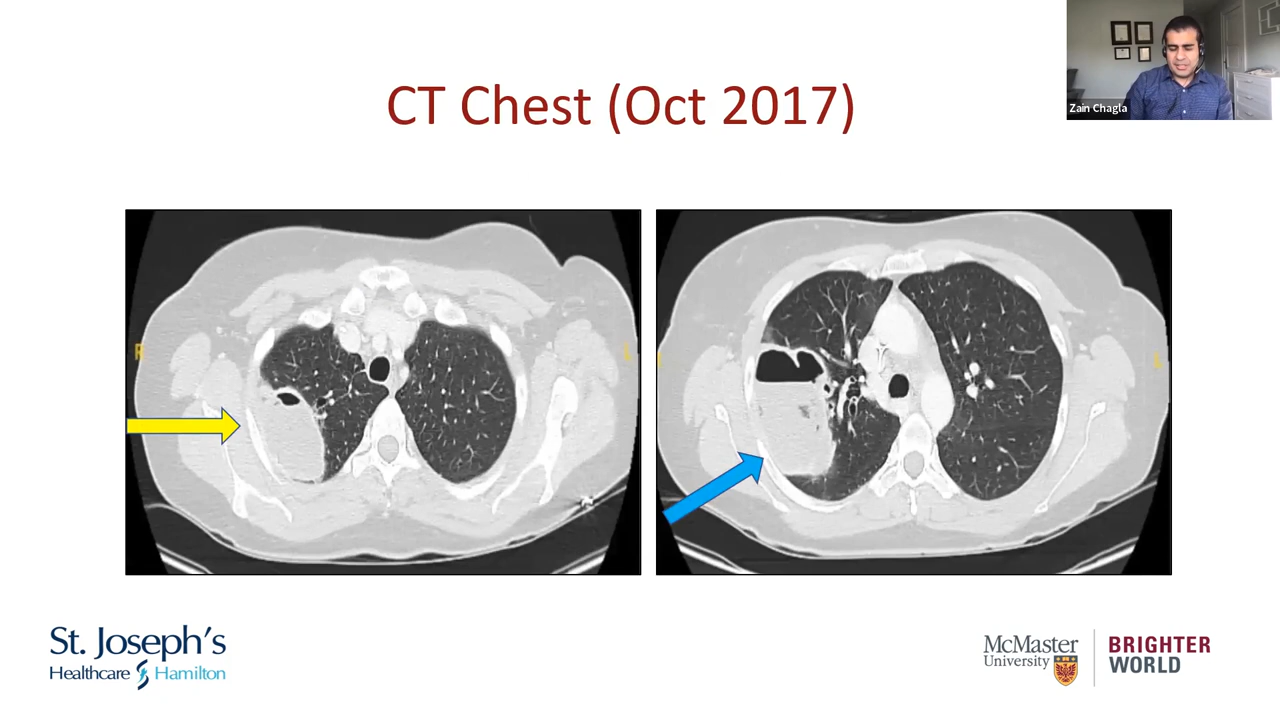 Zain Chagla
CT Chest (Oct 2017)
R
L
L
St. Joseph's
Healthcare Hamilton
McMaster
University
BRIGHTER
WORLD